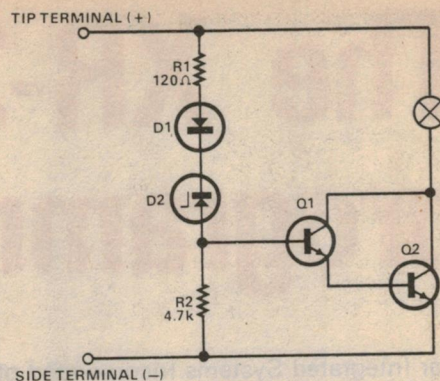 TIP TERMINAL (+)
R1
120Ω
D1
D2
Q1
Q2
R2
4.7k
SIDE TERMINAL (−)